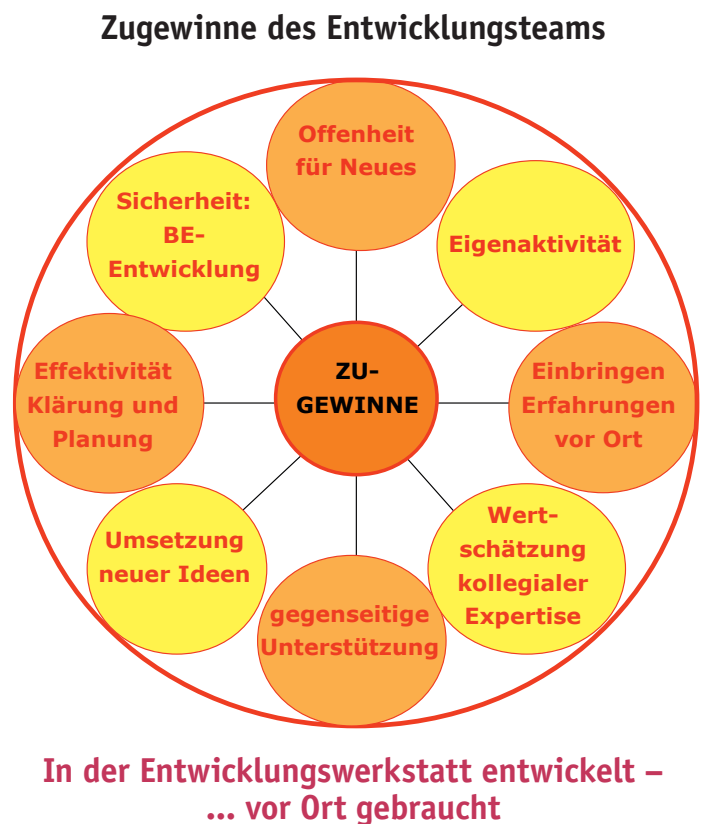 Zugewinne des Entwicklungsteams
Offenheit
für Neues
Sicherheit:
BE-
Entwicklung
Eigenaktivität
Effektivität
Klärung und
Planung
ZU-
GEWINNE
Einbringen
Erfahrungen
vor Ort
Umsetzung
neuer Ideen
Wert-
schätzung
kollegialer
Expertise
gegenseitige
Unterstützung
In der Entwicklungswerkstatt entwickelt –
... vor Ort gebraucht